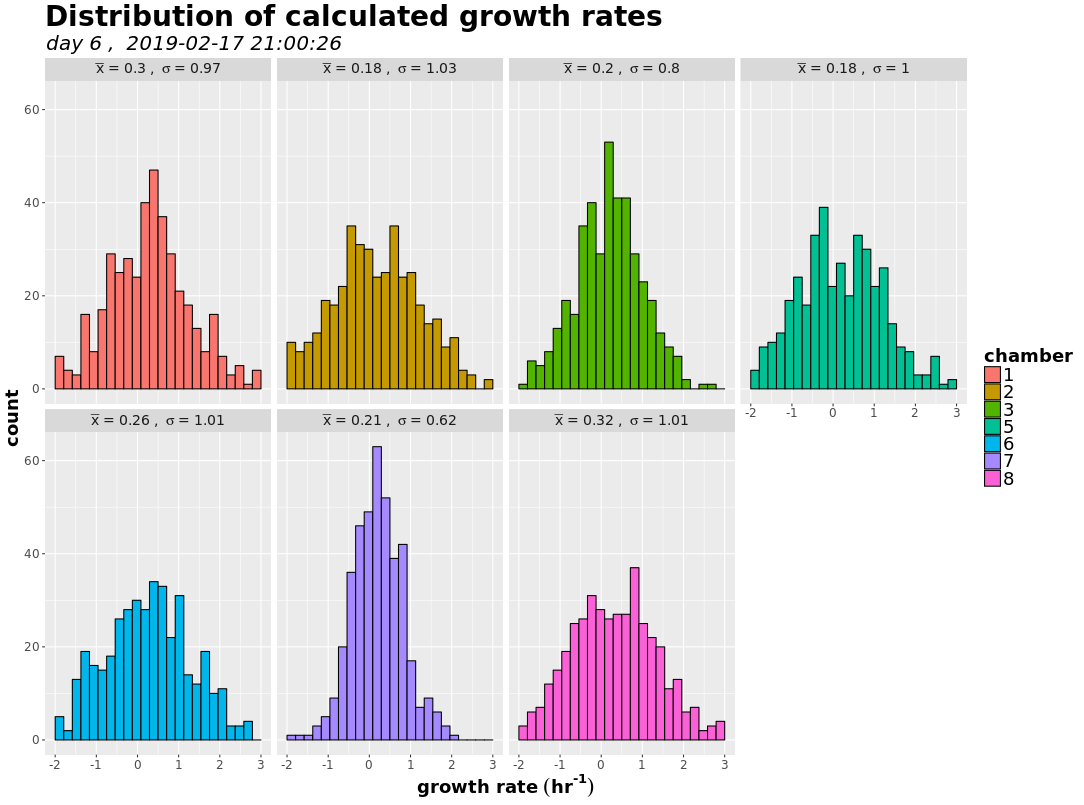 Distribution of calculated growth rates
day 6 ,  2019-02-17 21:00:26
x̅ = 0.3 ,  σ = 0.97
x̅ = 0.18 ,  σ = 1.03
x̅ = 0.2 ,  σ = 0.8
x̅ = 0.18 ,  σ = 1
60
40
20
0
-2 -1 0 1 2 3
chamber
1
2
3
5
6
7
8
count
x̅ = 0.26 ,  σ = 1.01
x̅ = 0.21 ,  σ = 0.62
x̅ = 0.32 ,  σ = 1.01
60
40
20
0
-2 -1 0 1 2 3 -2 -1 0 1 2 3 -2 -1 0 1 2 3
growth rate (hr⁻¹)